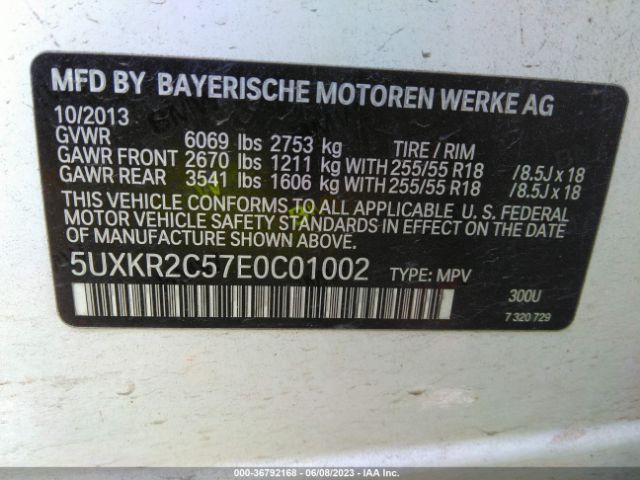 MFD BY BAYERISCHE MOTOREN WERKE AG
10/2013
GVWR 6069 lbs 2753 kg TIRE / RIM
GAWR FRONT 2670 lbs 1211 kg WITH 255/55 R18 /8.5J x 18
GAWR REAR 3541 lbs 1606 kg WITH 255/55 R18 /8.5J x 18
THIS VEHICLE CONFORMS TO ALL APPLICABLE U. S. FEDERAL
MOTOR VEHICLE SAFETY STANDARDS IN EFFECT ON THE DATE
OF MANUFACTURE SHOWN ABOVE.
5UXKR2C57E0C01002 TYPE: MPV
300U
7 320 729
000-36792168 - 06/08/2023 - IAA Inc.